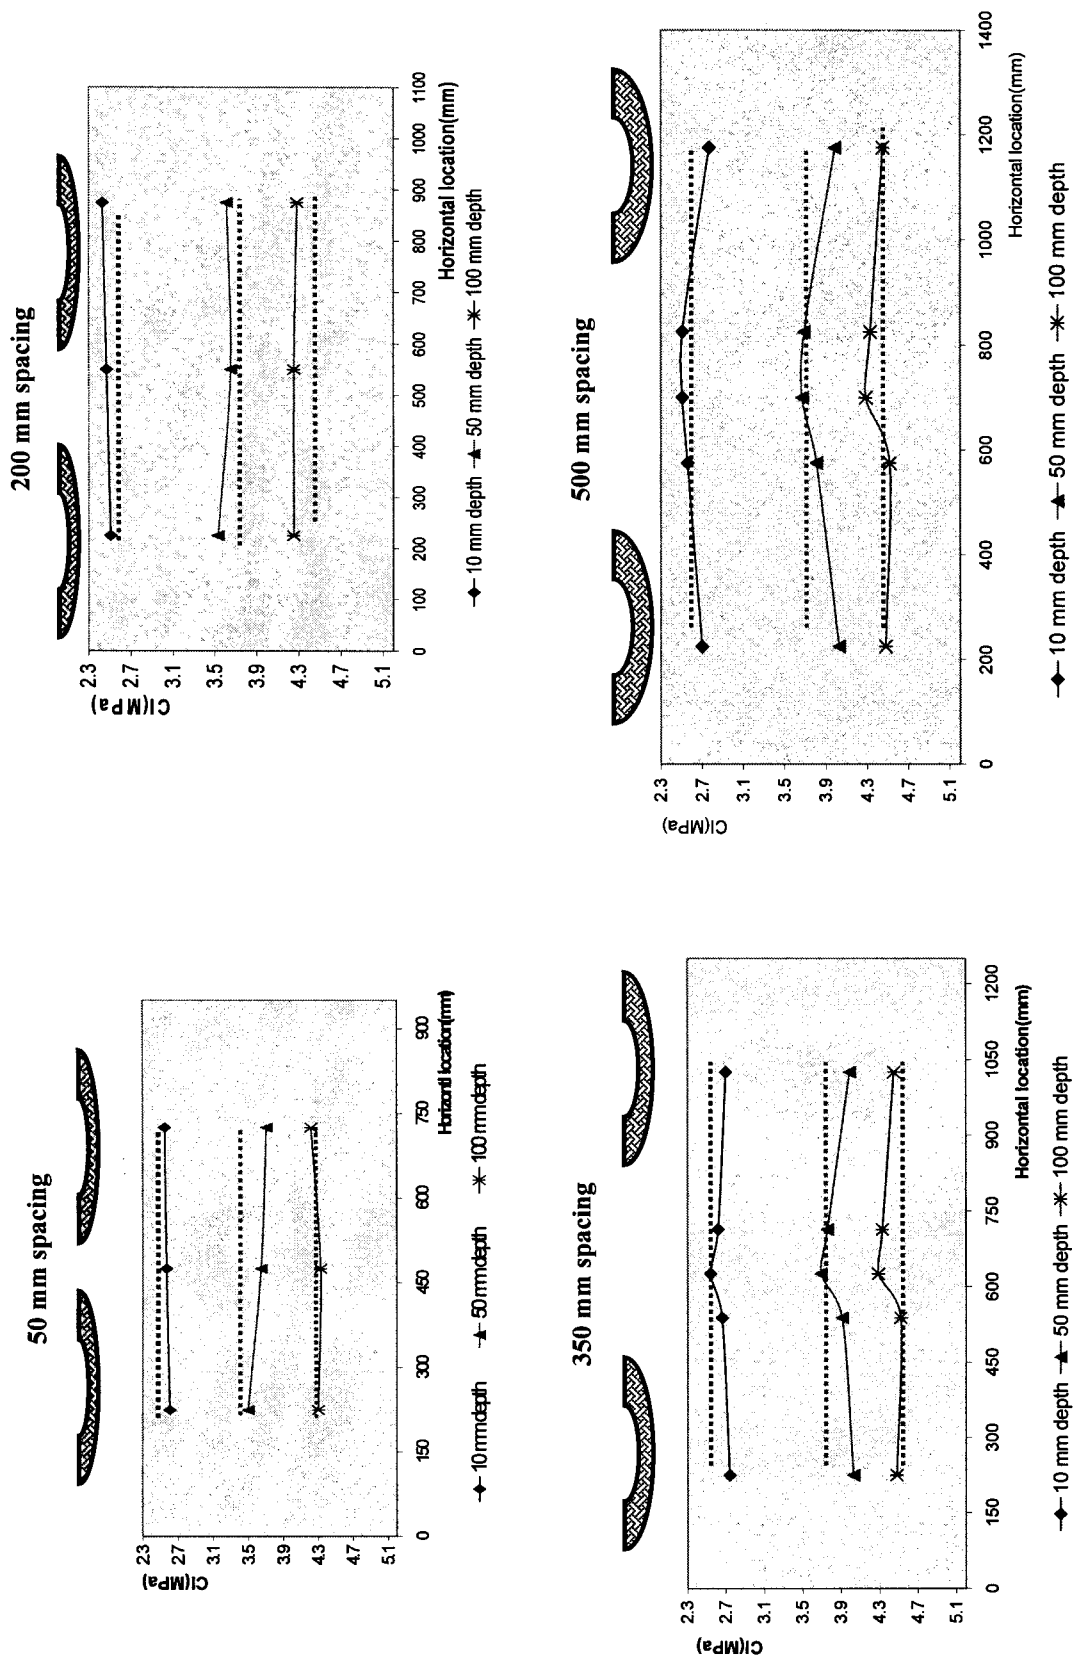 50 mm spacing
CI(MPa)
2.3
2.7
3.1
3.5
3.9
4.3
4.7
5.1
0 150 300 450 600 750 900
Horizontl location(mm)
10 mm depth 50 mm depth 100 mm depth
200 mm spacing
CI(MPa)
2.3
2.7
3.1
3.5
3.9
4.3
4.7
5.1
0 100 200 300 400 500 600 700 800 900 1000 1100
Horizontal location(mm)
10 mm depth 50 mm depth 100 mm depth
350 mm spacing
CI(MPa)
2.3
2.7
3.1
3.5
3.9
4.3
4.7
5.1
0 150 300 450 600 750 900 1050 1200
Horizontal location(mm)
10 mm depth 50 mm depth 100 mm depth
500 mm spacing
CI(MPa)
2.3
2.7
3.1
3.5
3.9
4.3
4.7
5.1
0 200 400 600 800 1000 1200 1400
Horizontal location(mm)
10 mm depth 50 mm depth 100 mm depth